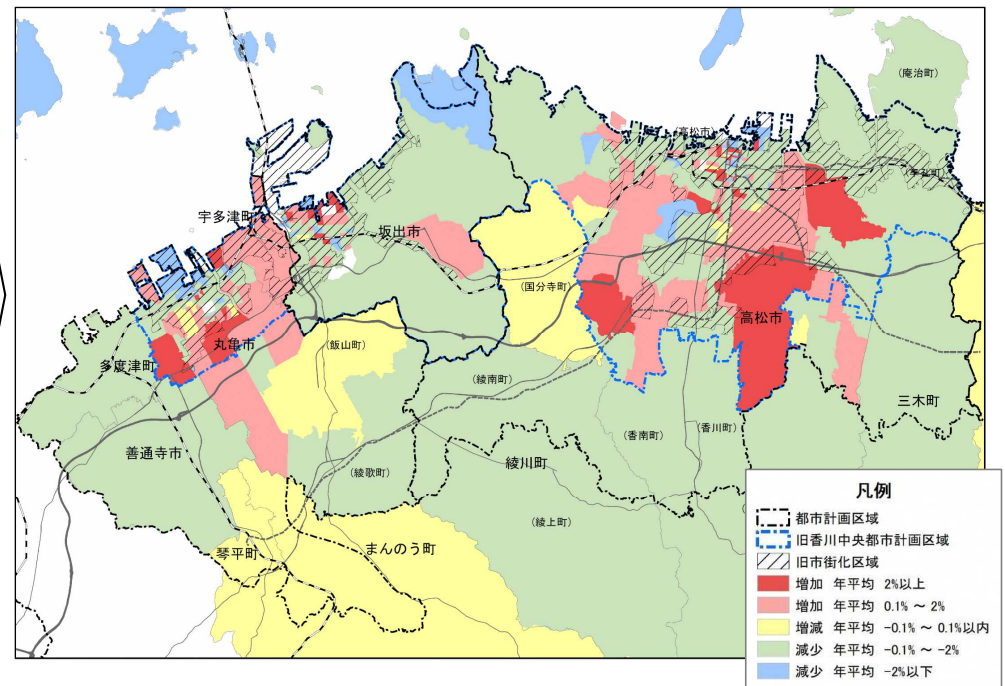 (庵治町)
(高松市)
(牟礼町)
宇多津町
坂出市
(国分寺町)
高松市
丸亀市
(飯山町)
多度津町
(綾南町)
三木町
善通寺市
(綾歌町)
綾川町
(香南町)
(香川町)
(綾上町)
琴平町
まんのう町
凡例
都市計画区域
旧香川中央都市計画区域
旧市街化区域
増加 年平均 2%以上
増加 年平均 0.1% ~ 2%
増減 年平均 -0.1% ~ 0.1%以内
減少 年平均 -0.1% ~ -2%
減少 年平均 -2%以下